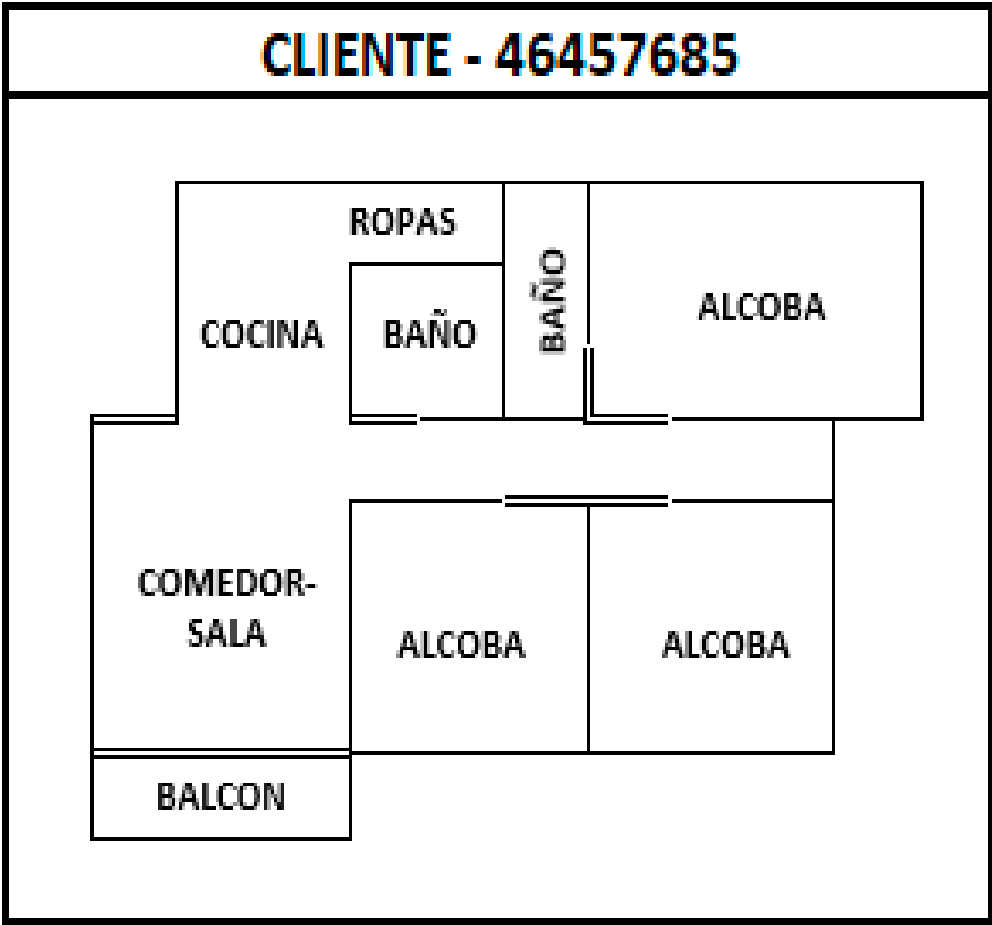 CLIENTE - 46457685
ROPAS
BAÑO
ALCOBA
COCINA
BAÑO
COMEDOR-
SALA
ALCOBA
ALCOBA
BALCON